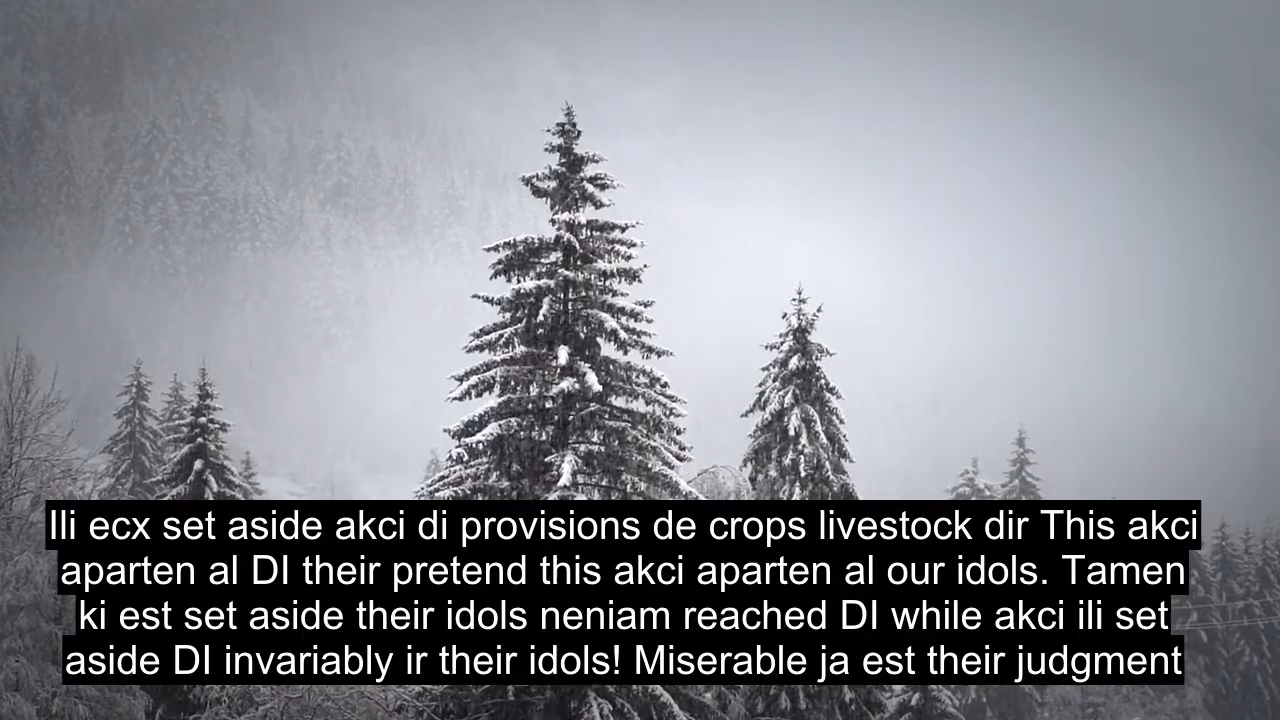 Ili ecx set aside akci di provisions de crops livestock dir This akci
aparten al DI their pretend this akci aparten al our idols. Tamen
ki est set aside their idols neniam reached DI while akci ili set
aside DI invariably ir their idols! Miserable ja est their judgment